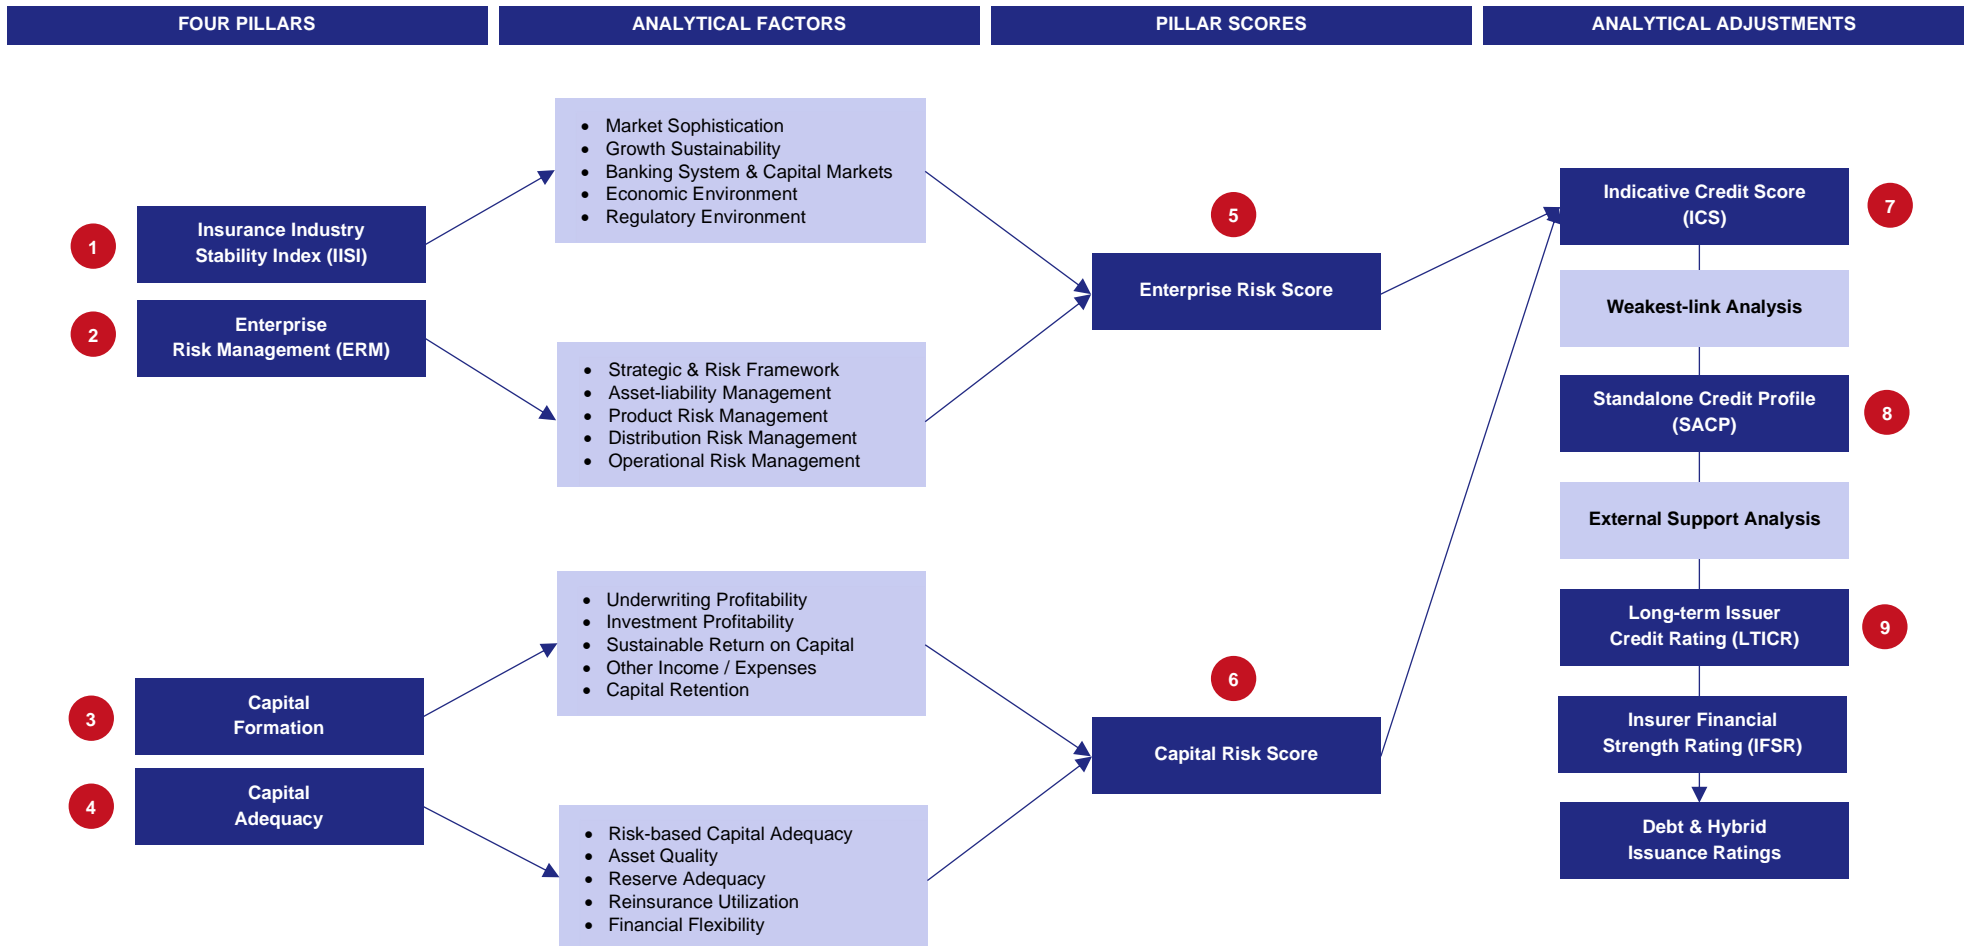 FOUR PILLARS
ANALYTICAL FACTORS
PILLAR SCORES
ANALYTICAL ADJUSTMENTS
1
Insurance Industry
Stability Index (IISI)
2
Enterprise
Risk Management (ERM)
3
Capital
Formation
4
Capital
Adequacy
• Market Sophistication
• Growth Sustainability
• Banking System & Capital Markets
• Economic Environment
• Regulatory Environment
• Strategic & Risk Framework
• Asset-liability Management
• Product Risk Management
• Distribution Risk Management
• Operational Risk Management
• Underwriting Profitability
• Investment Profitability
• Sustainable Return on Capital
• Other Income / Expenses
• Capital Retention
• Risk-based Capital Adequacy
• Asset Quality
• Reserve Adequacy
• Reinsurance Utilization
• Financial Flexibility
5
Enterprise Risk Score
6
Capital Risk Score
Indicative Credit Score
(ICS)
7
Weakest-link Analysis
Standalone Credit Profile
(SACP)
8
External Support Analysis
Long-term Issuer
Credit Rating (LTICR)
9
Insurer Financial
Strength Rating (IFSR)
Debt & Hybrid
Issuance Ratings